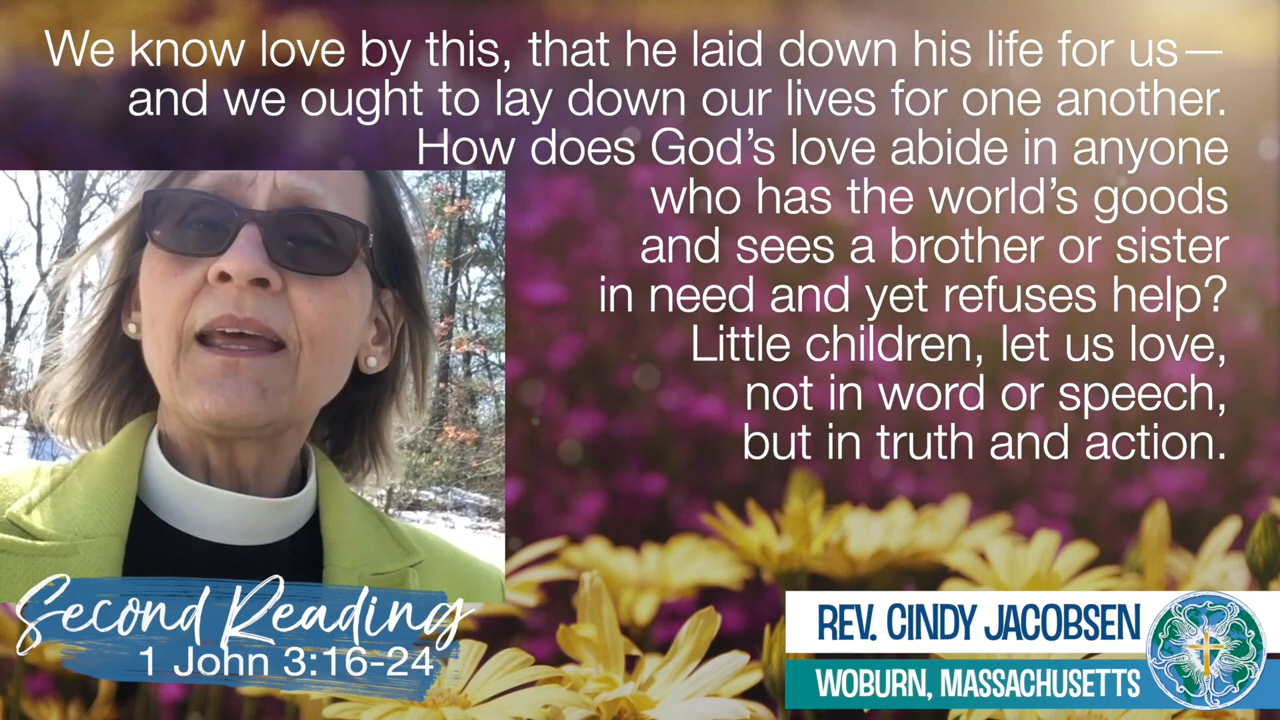 We know love by this, that he laid down his life for us—
and we ought to lay down our lives for one another.
How does God’s love abide in anyone
who has the world’s goods
and sees a brother or sister
in need and yet refuses help?
Little children, let us love,
not in word or speech,
but in truth and action.
Second Reading
1 John 3:16-24
REV. CINDY JACOBSEN
WOBURN, MASSACHUSETTS